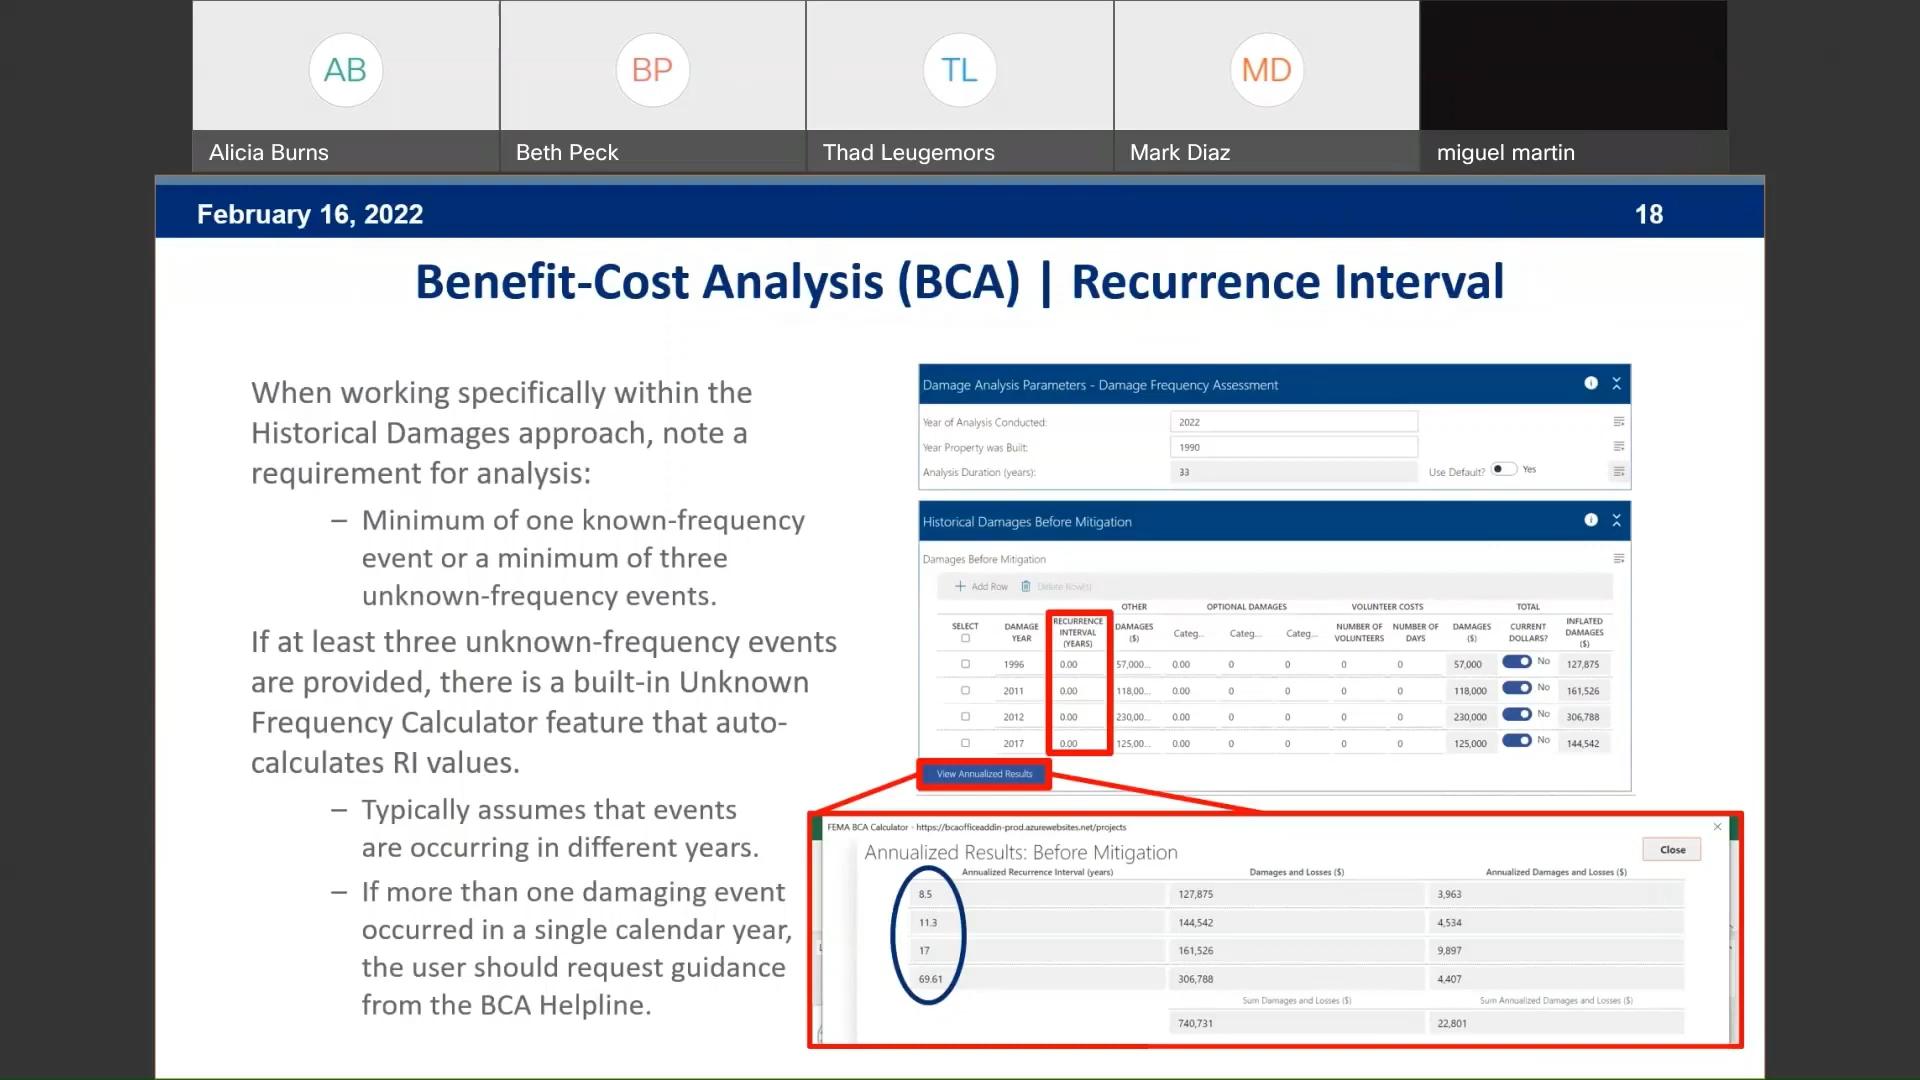 AB
BP
TL
MD
Alicia Burns
Beth Peck
Thad Leugemors
Mark Diaz
miguel martin
February 16, 2022
18
Benefit-Cost Analysis (BCA) | Recurrence Interval
When working specifically within the
Historical Damages approach, note a
requirement for analysis:
– Minimum of one known-frequency
event or a minimum of three
unknown-frequency events.
If at least three unknown-frequency events
are provided, there is a built-in Unknown
Frequency Calculator feature that auto-
calculates RI values.
– Typically assumes that events
are occurring in different years.
– If more than one damaging event
occurred in a single calendar year,
the user should request guidance
from the BCA Helpline.
Damage Analysis Parameters - Damage Frequency Assessment
Year of Analysis Conducted: 2022
Year Property was Built: 1990
Analysis Duration (years): 33 Use Default? Yes
Historical Damages Before Mitigation
Damages Before Mitigation
Add Row Delete Row(s)
OTHER OPTIONAL DAMAGES VOLUNTEER COSTS TOTAL
SELECT DAMAGE YEAR RECURRENCE INTERVAL (YEARS) DAMAGES ($) Categ... Categ... Categ... NUMBER OF VOLUNTEERS NUMBER OF DAYS DAMAGES ($) CURRENT DOLLARS? INFLATED DAMAGES ($)
1996 0.00 57,000... 0.00 0 0 0 0 57,000 No 127,875
2011 0.00 118,00... 0.00 0 0 0 0 118,000 No 161,526
2012 0.00 230,00... 0.00 0 0 0 0 230,000 No 306,788
2017 0.00 125,00... 0.00 0 0 0 0 125,000 No 144,542
View Annualized Results
FEMA BCA Calculator - https://bcaofficeaddin-prod.azurewebsites.net/projects
Annualized Results: Before Mitigation Close
Annualized Recurrence Interval (years) Damages and Losses ($) Annualized Damages and Losses ($)
8.5 127,875 3,963
11.3 144,542 4,534
17 161,526 9,897
69.61 306,788 4,407
Sum Damages and Losses ($) Sum Annualized Damages and Losses ($)
740,731 22,801